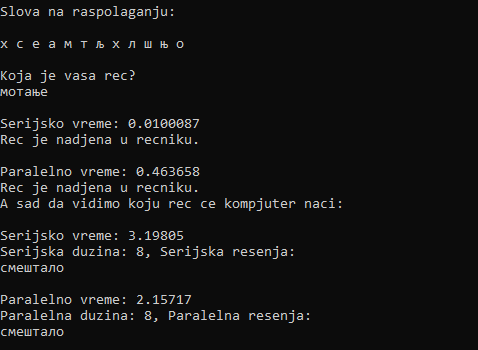 Slova na raspolaganju:
х с е а м т љ х л ш њ о
Koja je vasa rec?
мотање
Serijsko vreme: 0.0100087
Rec je nadjena u recniku.
Paralelno vreme: 0.463658
Rec je nadjena u recniku.
A sad da vidimo koju rec ce kompjuter naci:
Serijsko vreme: 3.19805
Serijska duzina: 8, Serijska resenja:
смештало
Paralelno vreme: 2.15717
Paralelna duzina: 8, Paralelna resenja:
смештало